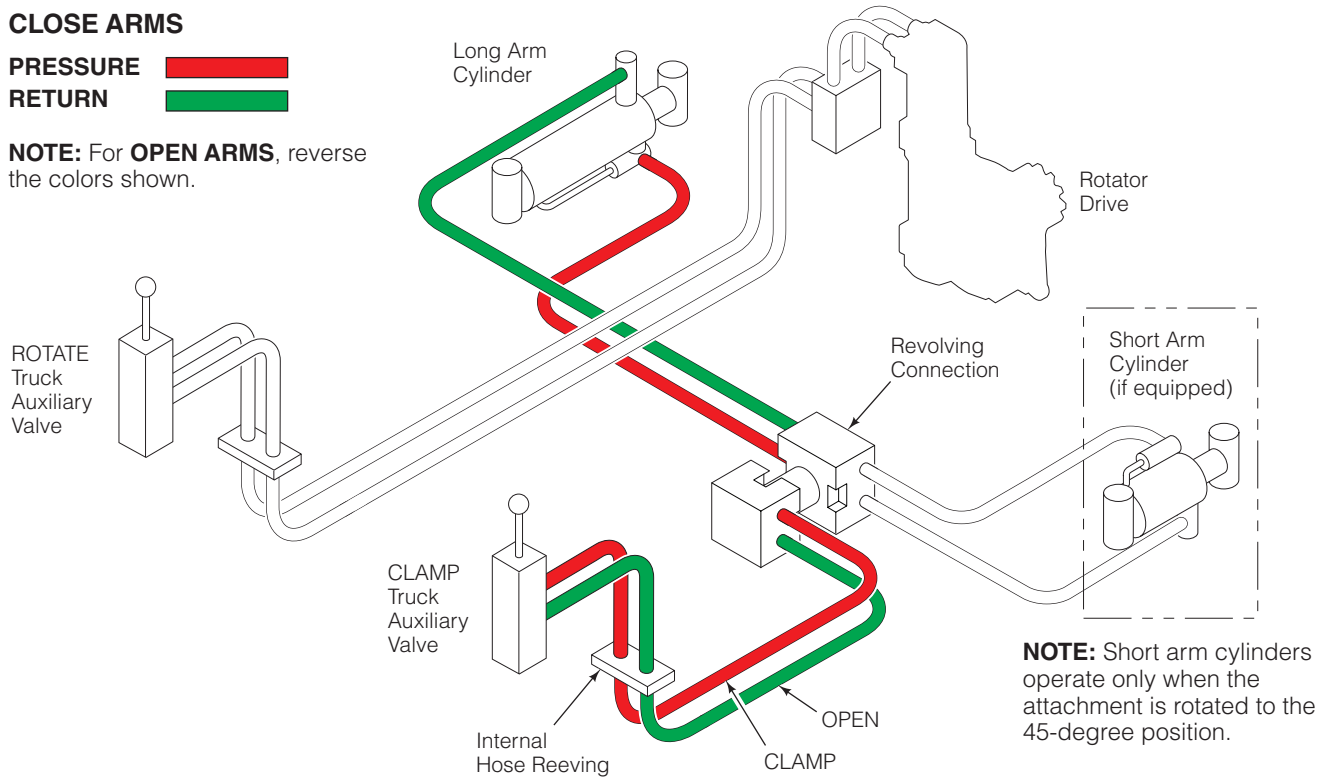 CLOSE ARMS
PRESSURE
RETURN
NOTE: For OPEN ARMS, reverse
the colors shown.
Long Arm
Cylinder
Rotator
Drive
ROTATE
Truck
Auxiliary
Valve
Revolving
Connection
Short Arm
Cylinder
(if equipped)
CLAMP
Truck
Auxiliary
Valve
NOTE: Short arm cylinders
operate only when the
attachment is rotated to the
45-degree position.
OPEN
CLAMP
Internal
Hose Reeving